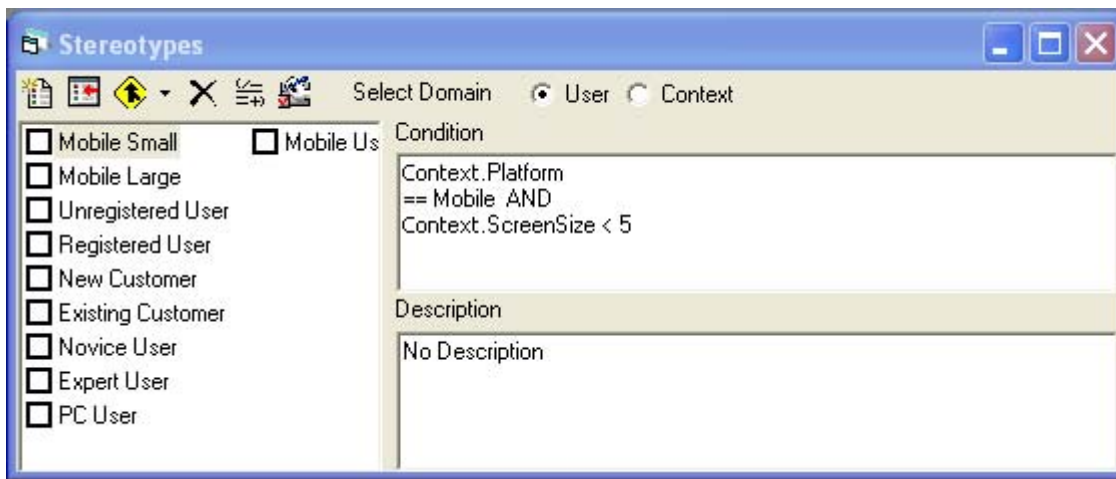 Stereotypes
Select Domain User Context
Mobile Small
Mobile Us
Mobile Large
Unregistered User
Registered User
New Customer
Existing Customer
Novice User
Expert User
PC User
Condition
Context.Platform
== Mobile AND
Context.ScreenSize < 5
Description
No Description